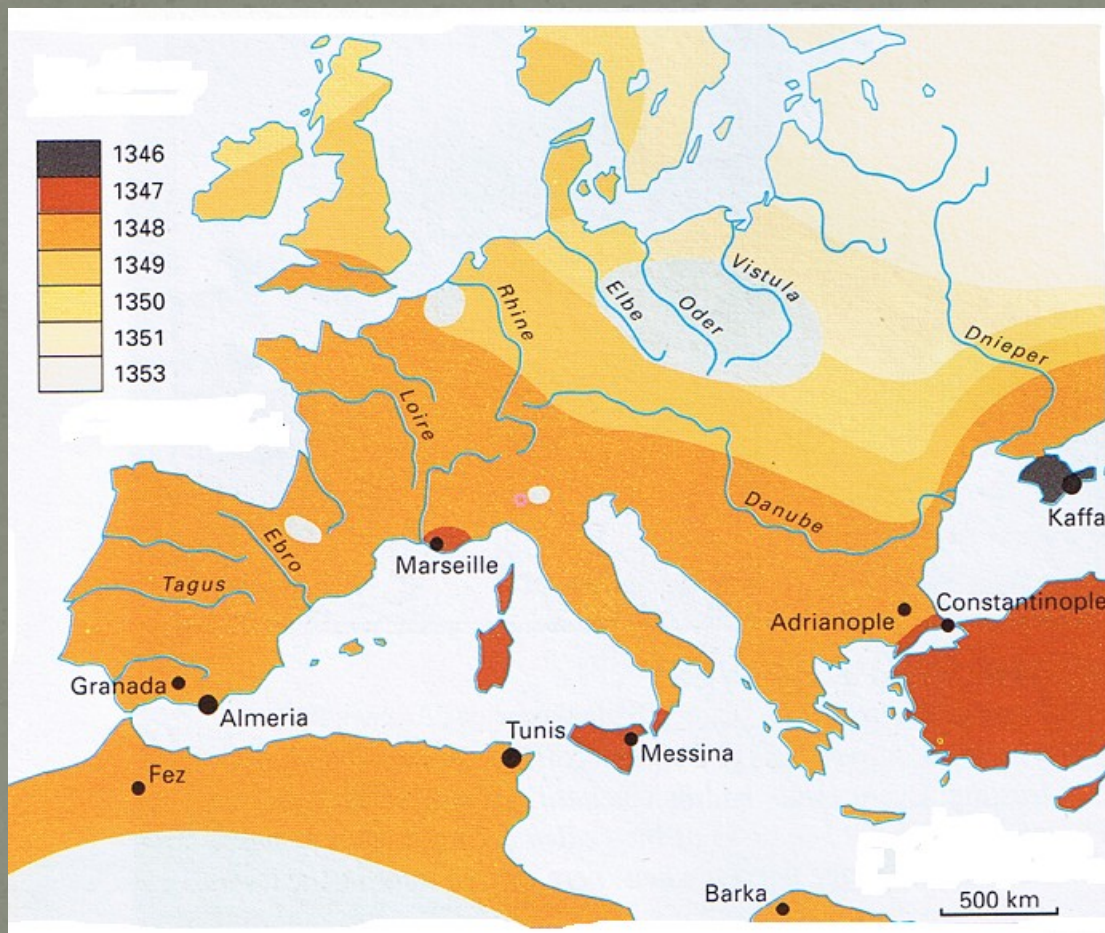 1346
1347
1348
1349
1350
1351
1353
Rhine
Elbe
Oder
Vistula
Dnieper
Loire
Danube
Kaffa
Ebro
Tagus
Marseille
Adrianople
Constantinople
Granada
Almeria
Tunis
Messina
Fez
Barka
500 km